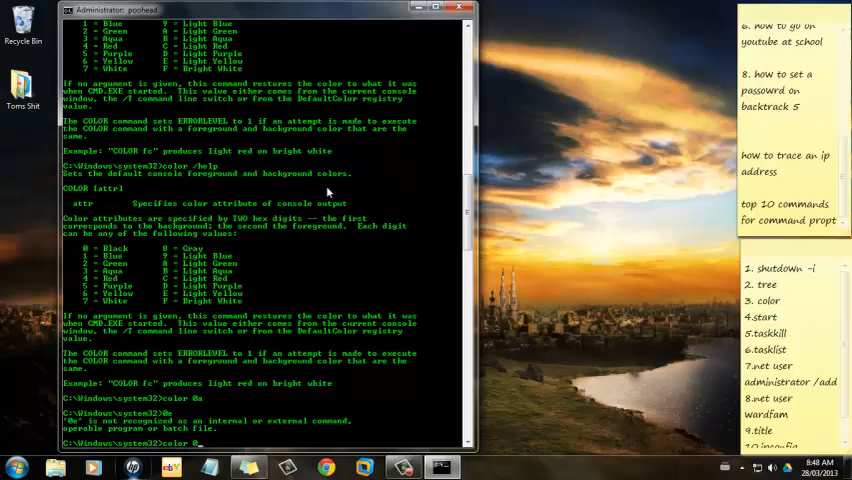 Administrator: poohead
Recycle Bin
Toms Shit
1 = Blue 9 = Light Blue
2 = Green A = Light Green
3 = Aqua B = Light Aqua
4 = Red C = Light Red
5 = Purple D = Light Purple
6 = Yellow E = Light Yellow
7 = White F = Bright White
If no argument is given, this command restores the color to what it was
when CMD.EXE started. This value either comes from the current console
window, the /T command line switch or from the DefaultColor registry
value.
The COLOR command sets ERRORLEVEL to 1 if an attempt is made to execute
the COLOR command with a foreground and background color that are the
same.
Example: "COLOR fc" produces light red on bright white
C:\Windows\system32>color /help
Sets the default console foreground and background colors.
COLOR [attr]
attr Specifies color attribute of console output
Color attributes are specified by TWO hex digits -- the first
corresponds to the background; the second the foreground. Each digit
can be any of the following values:
0 = Black 8 = Gray
1 = Blue 9 = Light Blue
2 = Green A = Light Green
3 = Aqua B = Light Aqua
4 = Red C = Light Red
5 = Purple D = Light Purple
6 = Yellow E = Light Yellow
7 = White F = Bright White
If no argument is given, this command restores the color to what it was
when CMD.EXE started. This value either comes from the current console
window, the /T command line switch or from the DefaultColor registry
value.
The COLOR command sets ERRORLEVEL to 1 if an attempt is made to execute
the COLOR command with a foreground and background color that are the
same.
Example: "COLOR fc" produces light red on bright white
C:\Windows\system32>color 0a
C:\Windows\system32>0e
'0e' is not recognized as an internal or external command,
operable program or batch file.
C:\Windows\system32>color 0_
6. how to go on
youtube at school
8. how to set a
passowrd on
backtrack 5
how to trace an ip
address
top 10 commands
for command propt
1. shutdown -i
2. tree
3. color
4.start
5.taskkill
6.tasklist
7.net user
administrator /add
8.net user
wardfam
9.title
10.ipconfig
hp
ebY
8:48 AM
28/03/2013